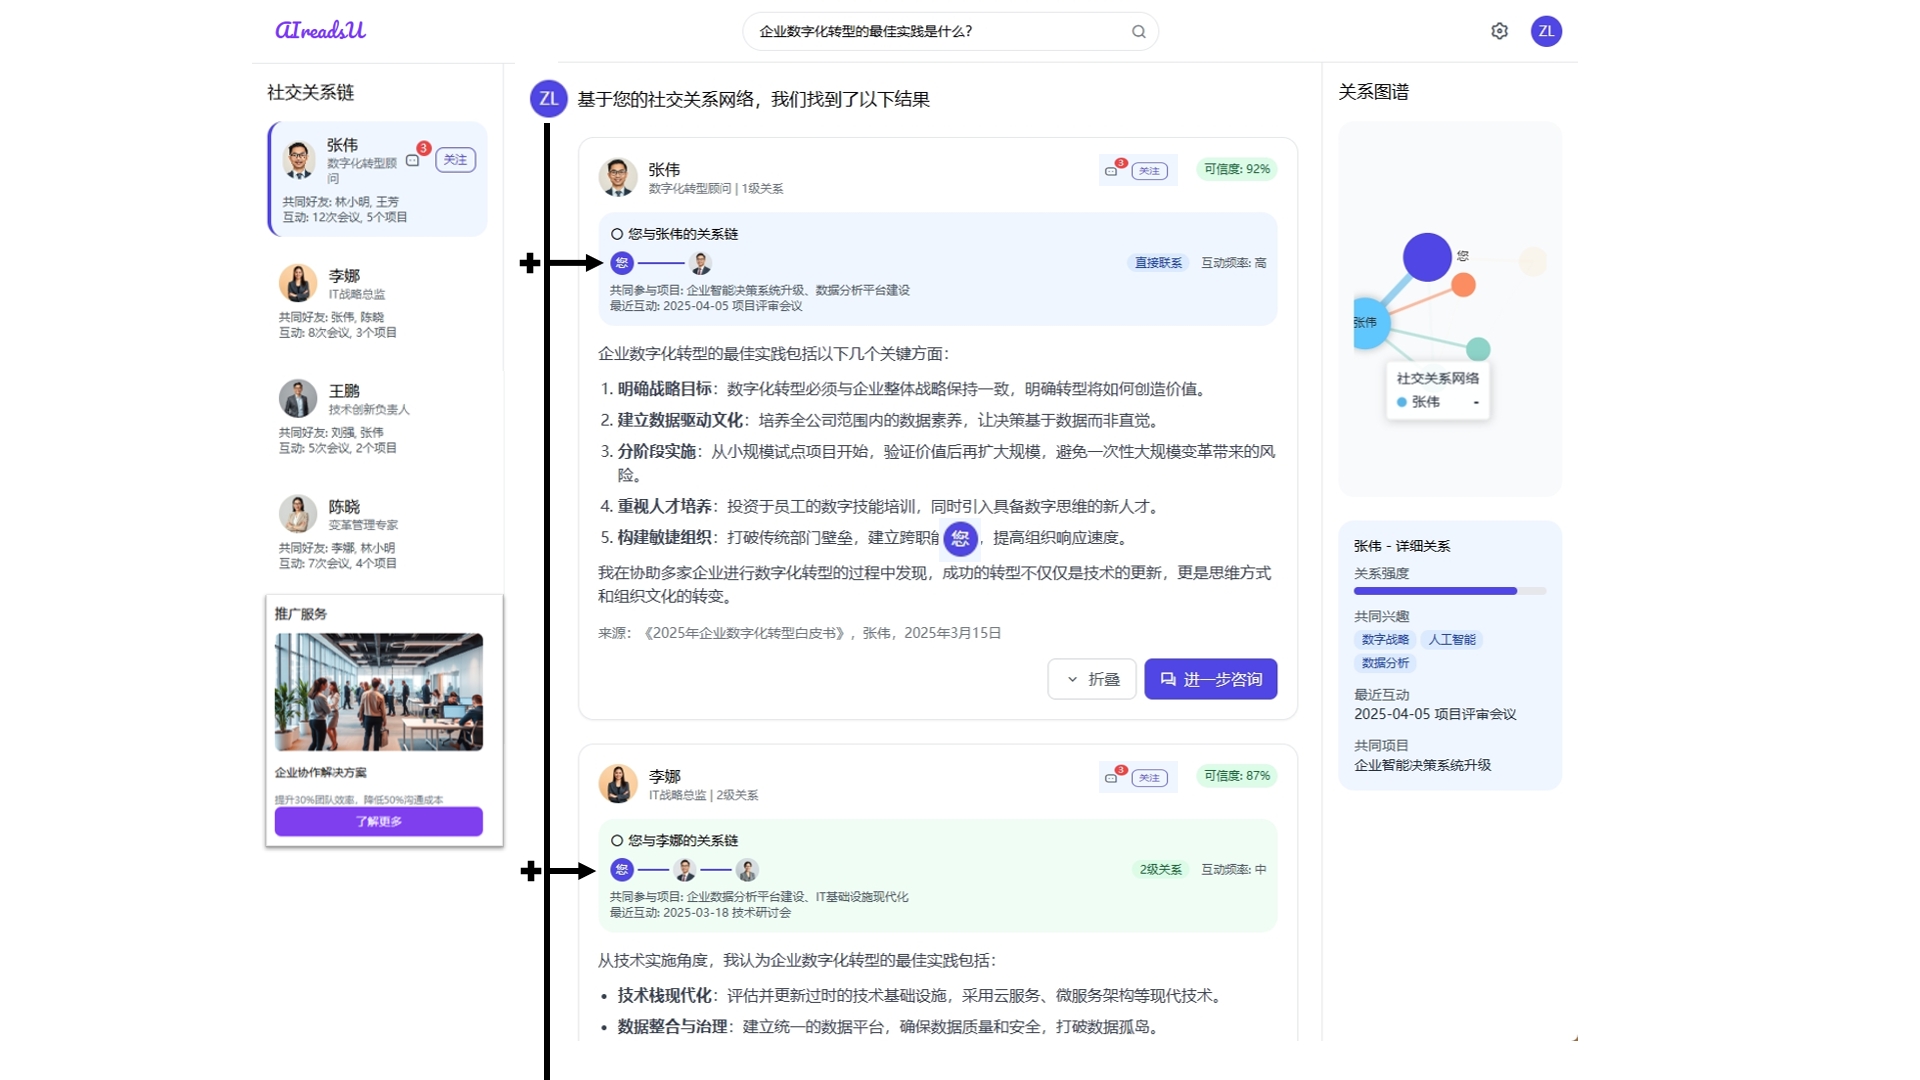 AIreadsU
企业数字化转型的最佳实践是什么?
ZL
社交关系链
张伟
数字化转型顾
问
3
关注
共同好友: 林小明, 王芳
互动: 12次会议, 5个项目
李娜
IT战略总监
共同好友: 张伟, 陈晓
互动: 8次会议, 3个项目
王鹏
技术创新负责人
共同好友: 刘强, 张伟
互动: 5次会议, 2个项目
陈晓
变革管理专家
共同好友: 李娜, 林小明
互动: 7次会议, 4个项目
推广服务
企业协作解决方案
提升30%团队效率，降低50%沟通成本
了解更多
ZL
基于您的社交关系网络，我们找到了以下结果
张伟
数字化转型顾问 | 1级关系
3
关注
可信度: 92%
您与张伟的关系链
您
直接联系
互动频率: 高
共同参与项目: 企业智能决策系统升级、数据分析平台建设
最近互动: 2025-04-05 项目评审会议
企业数字化转型的最佳实践包括以下几个关键方面：
1. 明确战略目标：数字化转型必须与企业整体战略保持一致，明确转型将如何创造价值。
2. 建立数据驱动文化：培养全公司范围内的数据素养，让决策基于数据而非直觉。
3. 分阶段实施：从小规模试点项目开始，验证价值后再扩大规模，避免一次性大规模变革带来的风
险。
4. 重视人才培养：投资于员工的数字技能培训，同时引入具备数字思维的新人才。
5. 构建敏捷组织：打破传统部门壁垒，建立跨职 您 ，提高组织响应速度。
我在协助多家企业进行数字化转型的过程中发现，成功的转型不仅仅是技术的更新，更是思维方式
和组织文化的转变。
来源：《2025年企业数字化转型白皮书》，张伟，2025年3月15日
折叠
进一步咨询
李娜
IT战略总监 | 2级关系
3
关注
可信度: 87%
您与李娜的关系链
您
2级关系
互动频率: 中
共同参与项目: 企业数据分析平台建设、IT基础设施现代化
最近互动: 2025-03-18 技术研讨会
从技术实施角度，我认为企业数字化转型的最佳实践包括：
• 技术栈现代化：评估并更新过时的技术基础设施，采用云服务、微服务架构等现代技术。
• 数据整合与治理：建立统一的数据平台，确保数据质量和安全，打破数据孤岛。
关系图谱
您
张伟
社交关系网络
张伟 -
张伟 - 详细关系
关系强度
共同兴趣
数字战略
人工智能
数据分析
最近互动
2025-04-05 项目评审会议
共同项目
企业智能决策系统升级